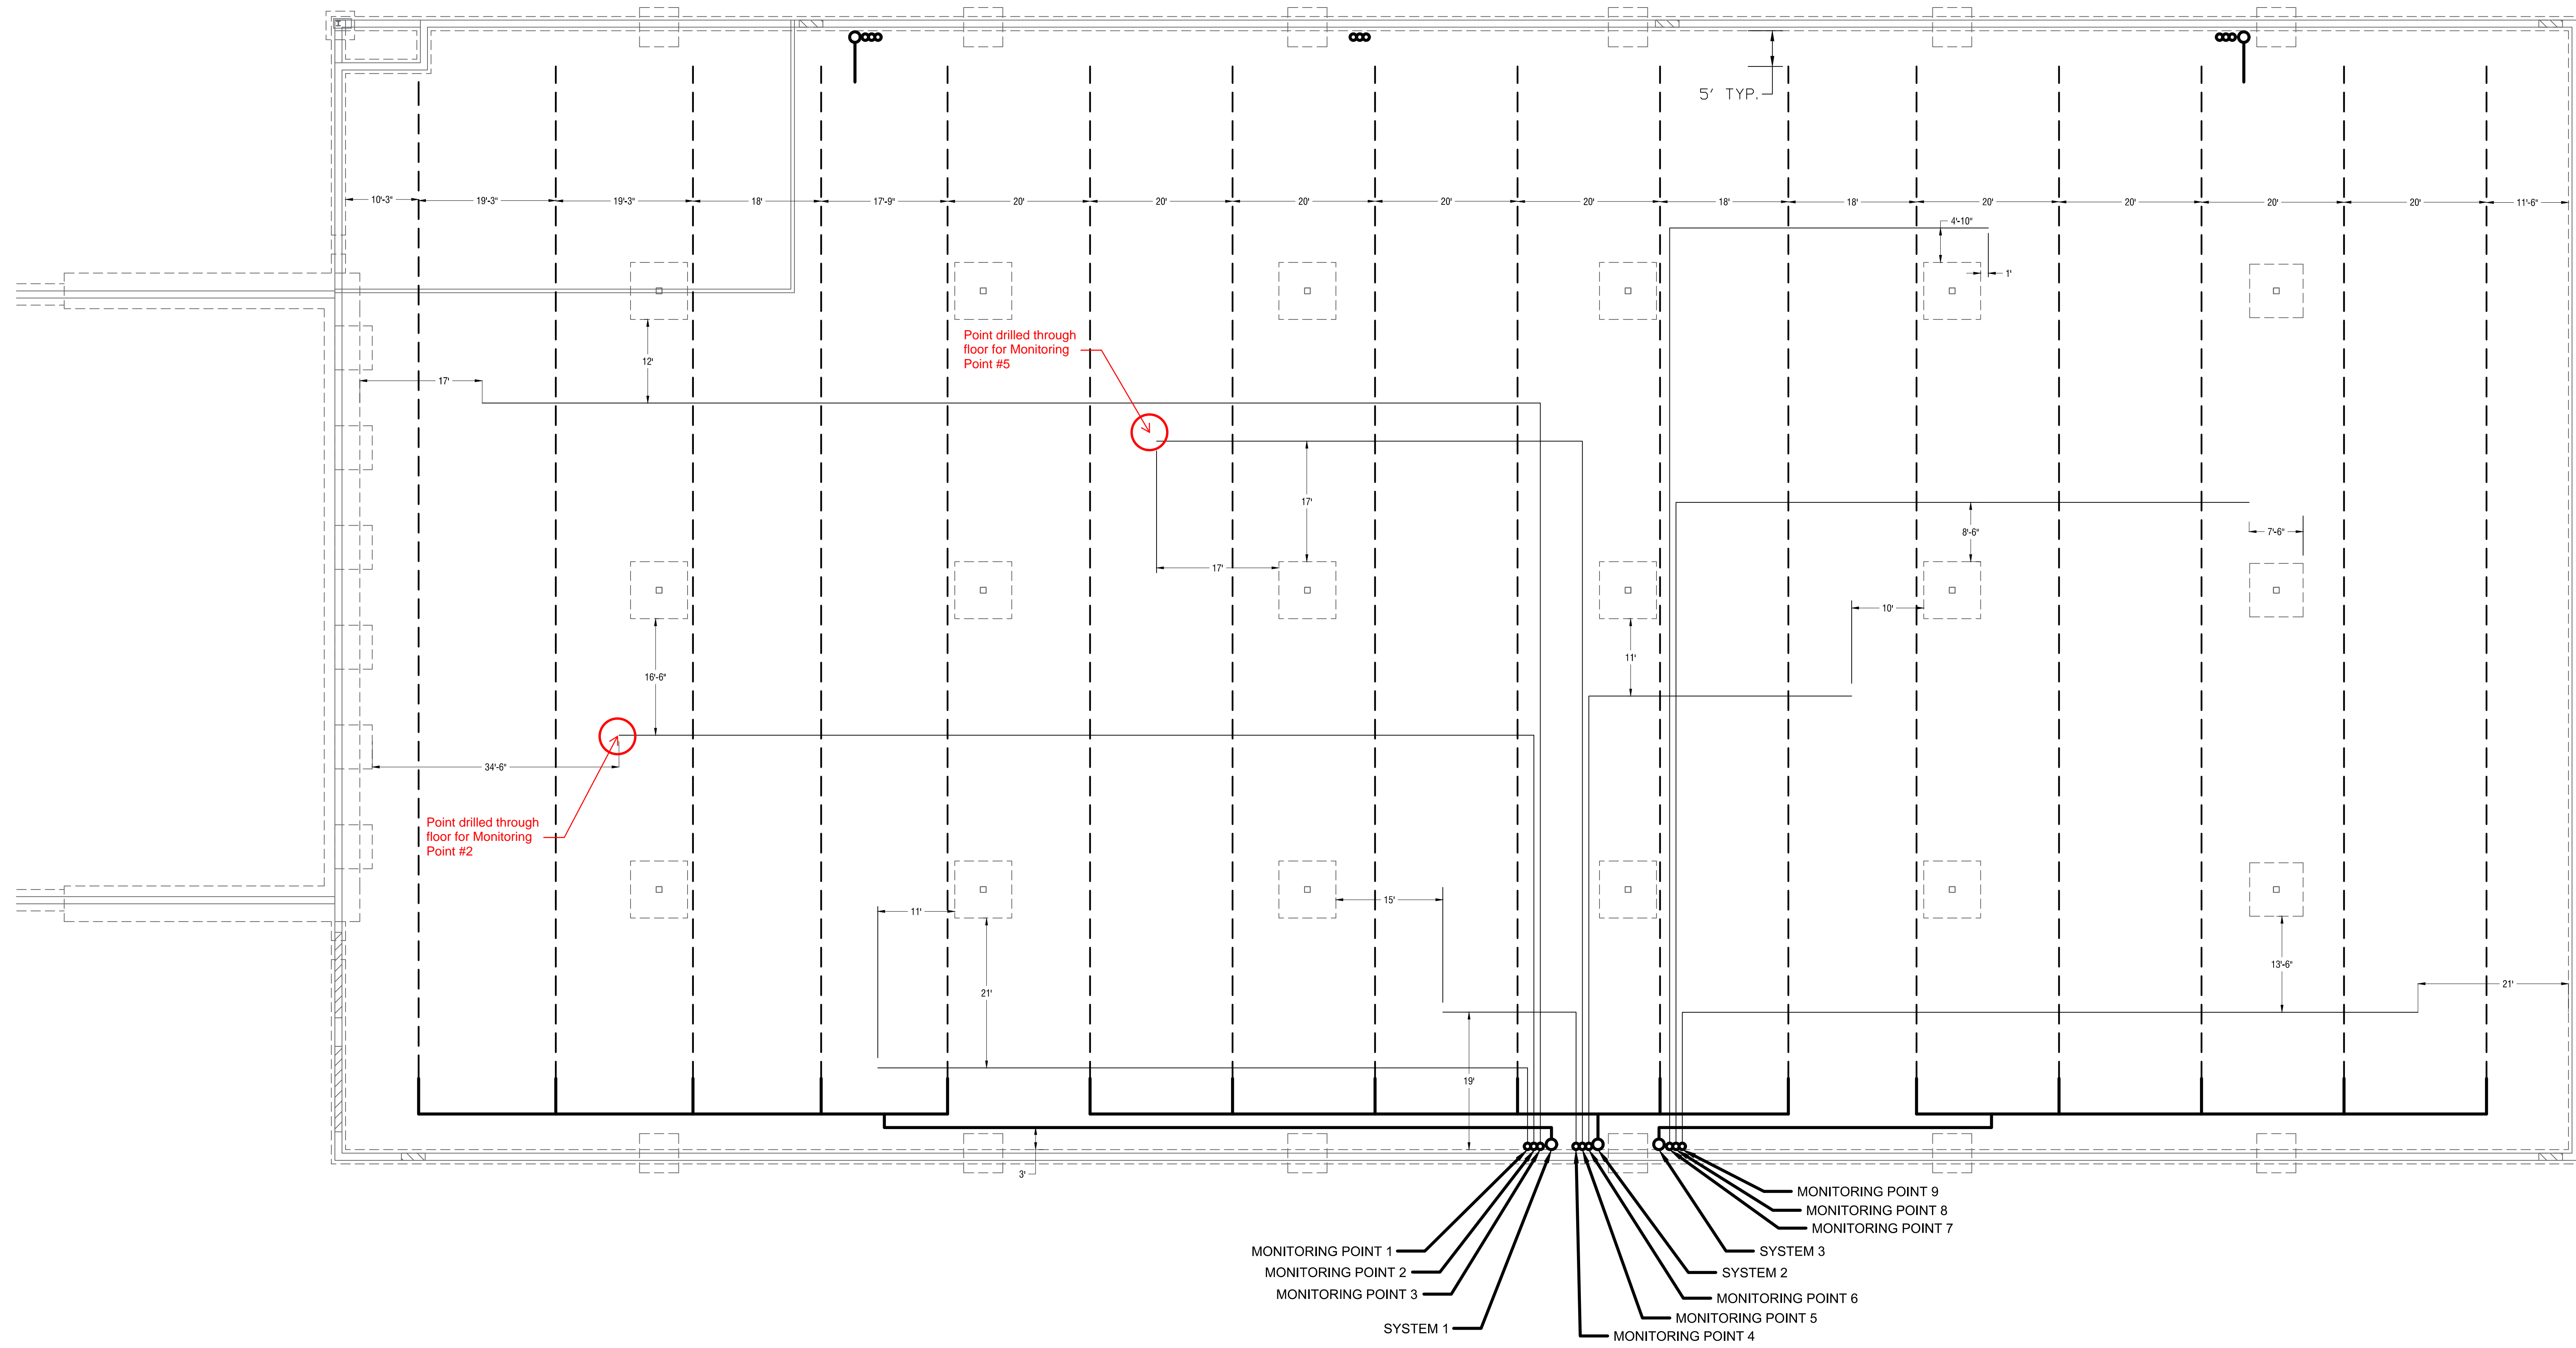 5' TYP.
10'-3"
19'-3"
19'-3"
18'
17'-9"
20'
20'
20'
20'
20'
18'
18'
20'
20'
20'
20'
11'-6"
4'-10"
1'
Point drilled through
floor for Monitoring
Point #5
12'
17'
17'
8'-6"
7'-6"
17'
10'
11'
16'-6"
34'-6"
Point drilled through
floor for Monitoring
Point #2
11'
15'
21'
13'-6"
21'
19'
3'
MONITORING POINT 9
MONITORING POINT 8
MONITORING POINT 7
MONITORING POINT 1
SYSTEM 3
MONITORING POINT 2
SYSTEM 2
MONITORING POINT 3
MONITORING POINT 6
MONITORING POINT 5
SYSTEM 1
MONITORING POINT 4